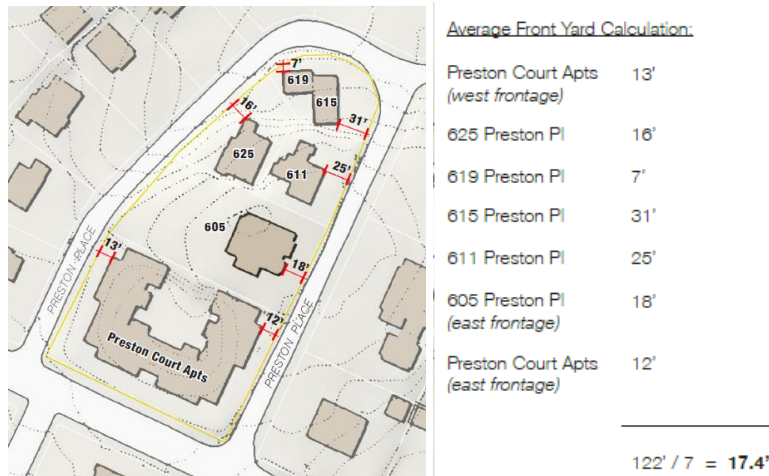 7'
619
615
16'
31'
625
611
25'
605
13'
18'
12'
PRESTON PLACE
PRESTON PLACE
Preston Court Apts
Average Front Yard Calculation:
Preston Court Apts 13'
(west frontage)
625 Preston Pl 16'
619 Preston Pl 7'
615 Preston Pl 31'
611 Preston Pl 25'
605 Preston Pl 18'
(east frontage)
Preston Court Apts 12'
(east frontage)
122' / 7 = 17.4'